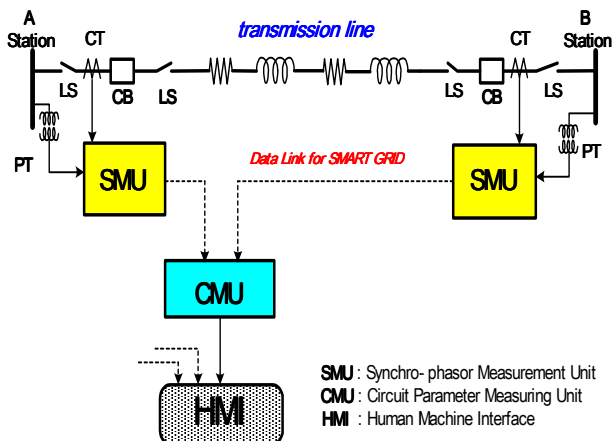 A
Station
CT
transmission line
CT
B
Station
LS
CB
LS
LS
CB
LS
PT
SMU
Data Link for SMART GRID
SMU
PT
CMU
HMI
SMU : Synchro- phasor Measurement Unit
CMU : Circuit Parameter Measuring Unit
HMI : Human Machine Interface